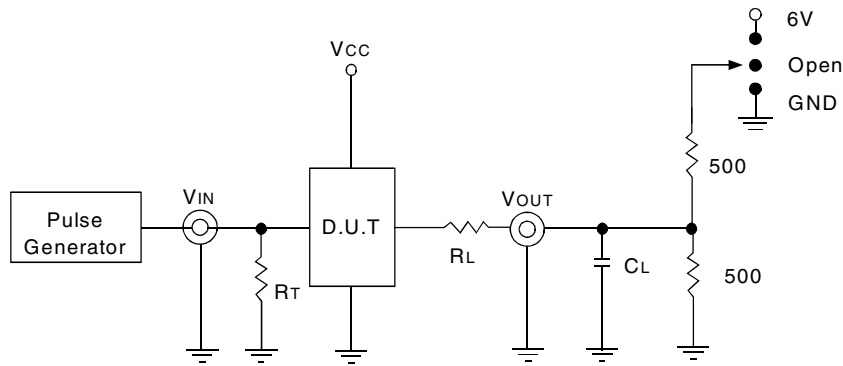 6V
Open
GND
VCC
500
VIN
VOUT
Pulse
Generator
D.U.T
RL
CL
RT
500